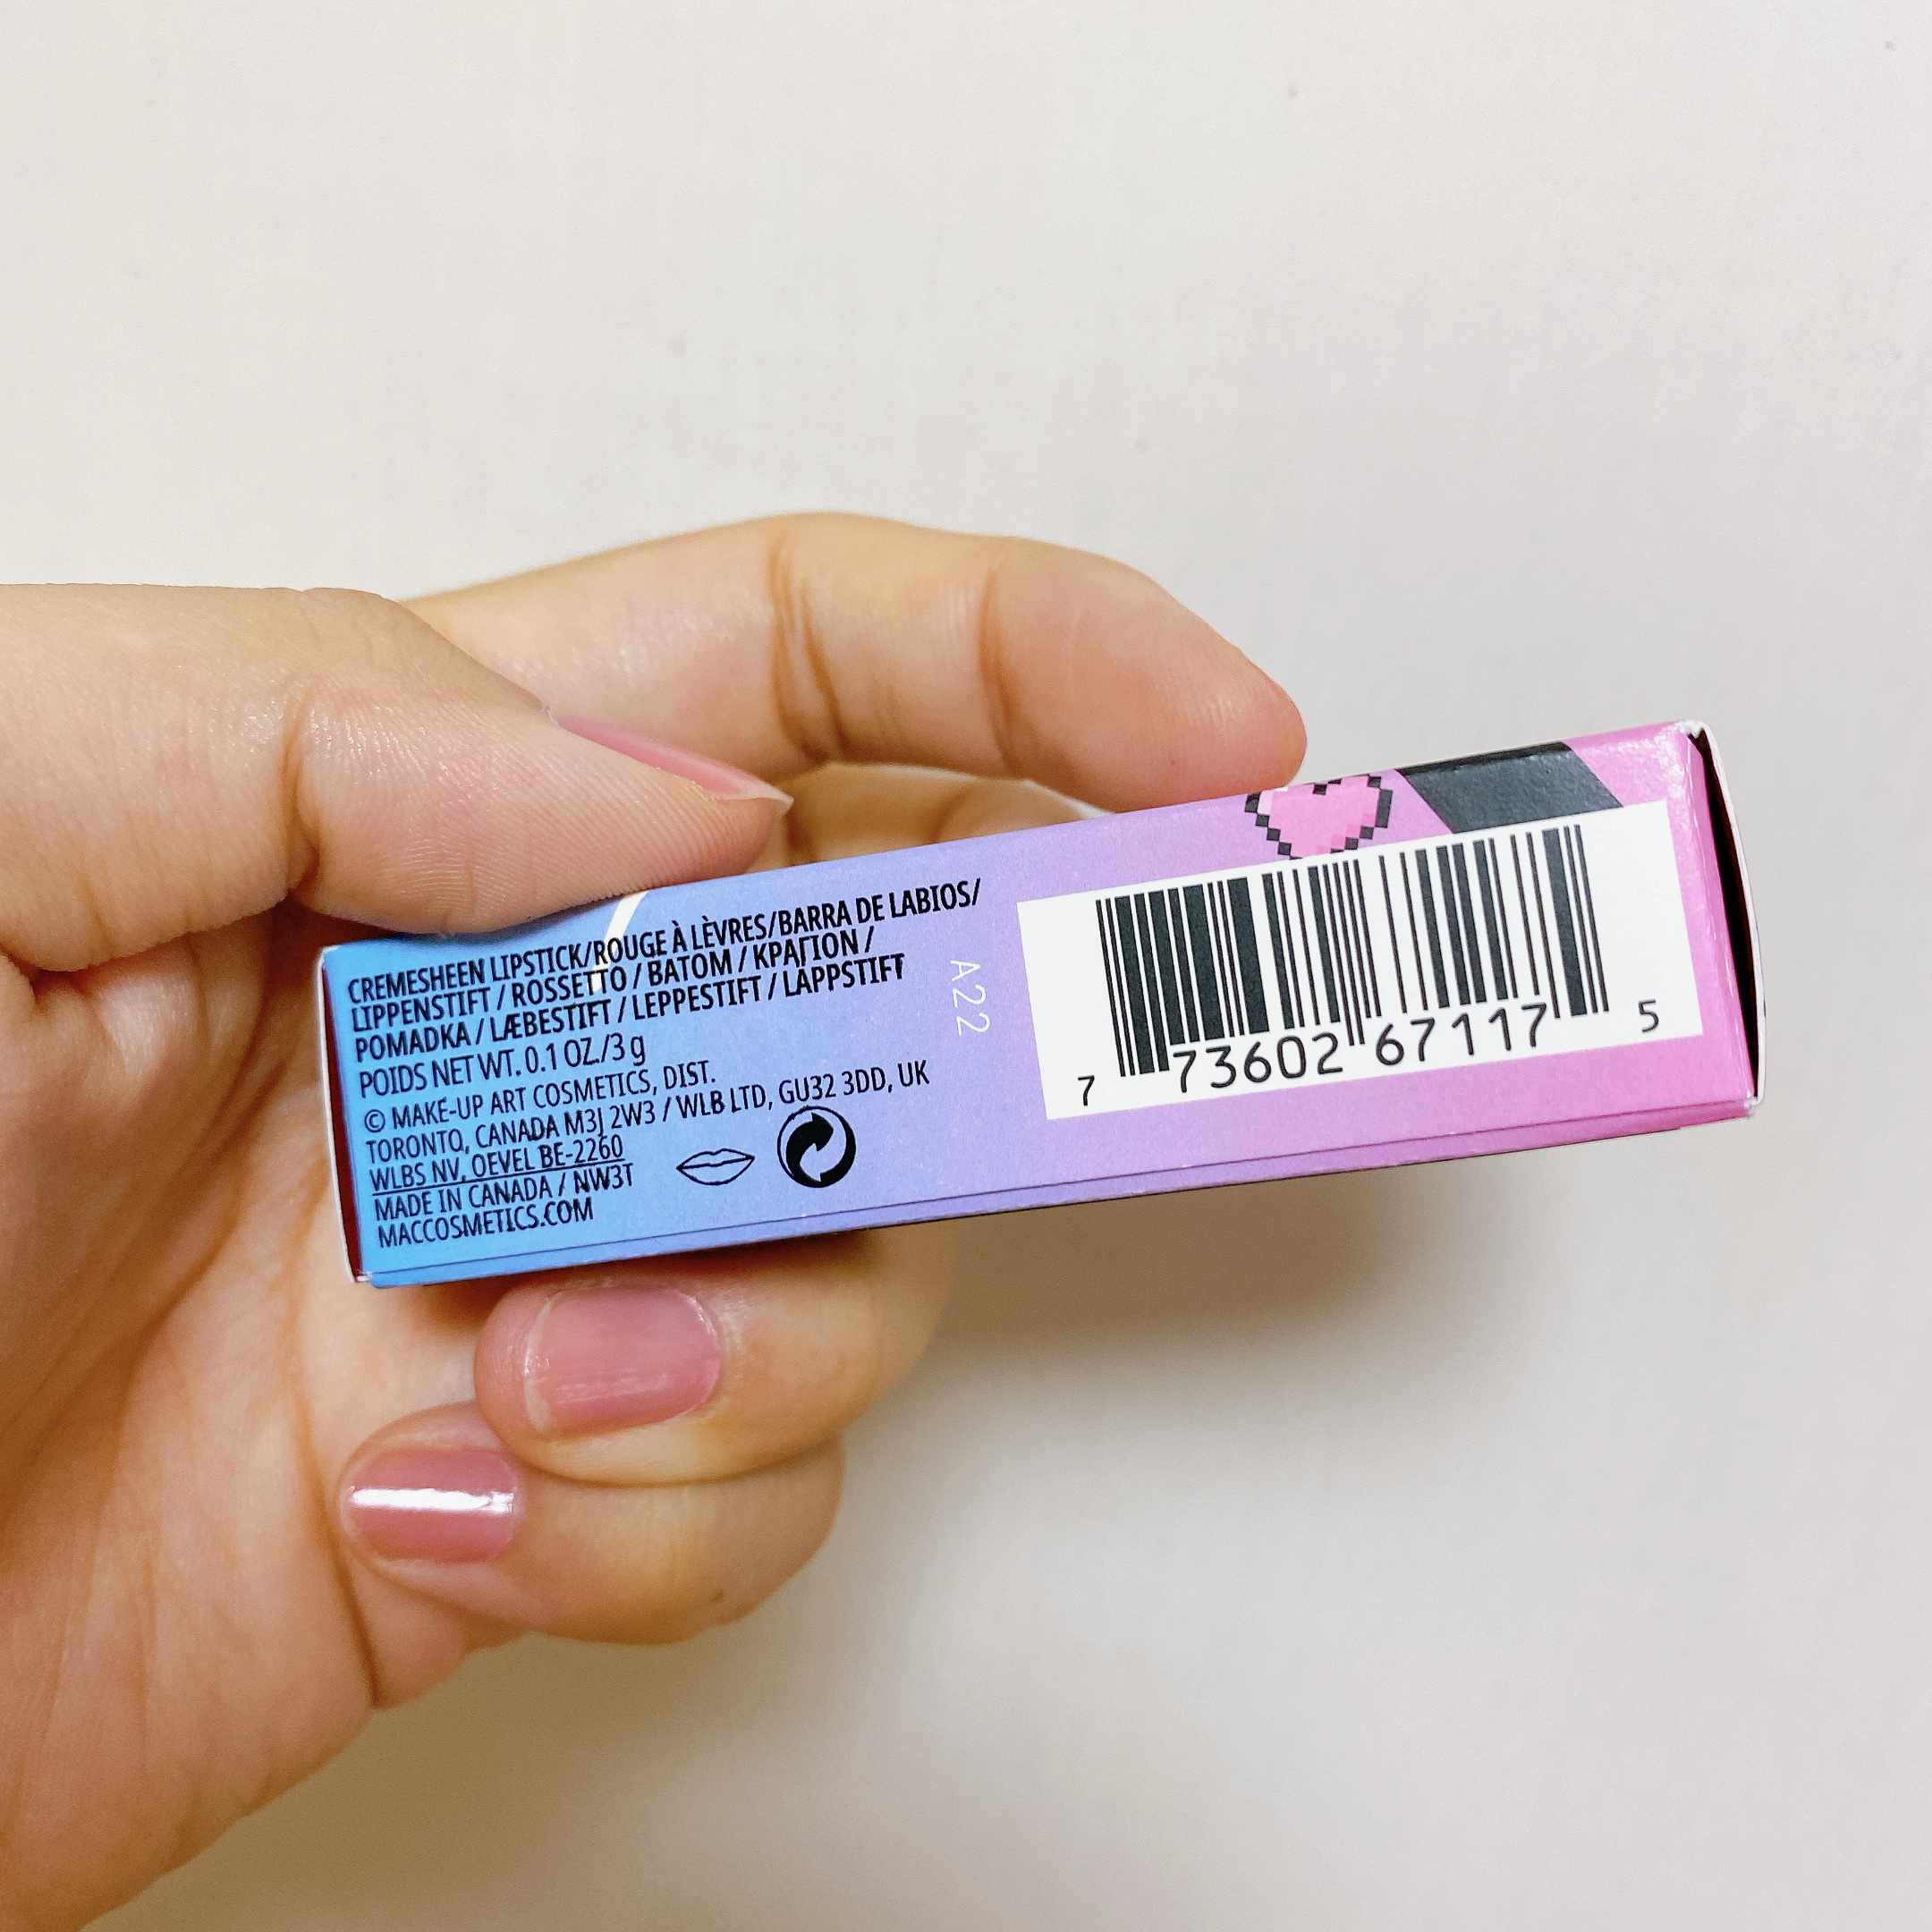 CREMESHEEN LIPSTICK/ROUGE À LÈVRES/BARRA DE LABIOS/
LIPPENSTIFT / ROSSETTO / BATOM / ΚΡΑΓΙΟΝ /
POMADKA / LÆBESTIFT / LEPPESTIFT / LÄPPSTIFT
POIDS NET WT. 0.1 OZ./3 g
© MAKE-UP ART COSMETICS, DIST.
TORONTO, CANADA M3J 2W3 / WLB LTD, GU32 3DD, UK
WLBS NV, OEVEL BE-2260
MADE IN CANADA / NW3T
MACCOSMETICS.COM
A22
7 73602 67117 5